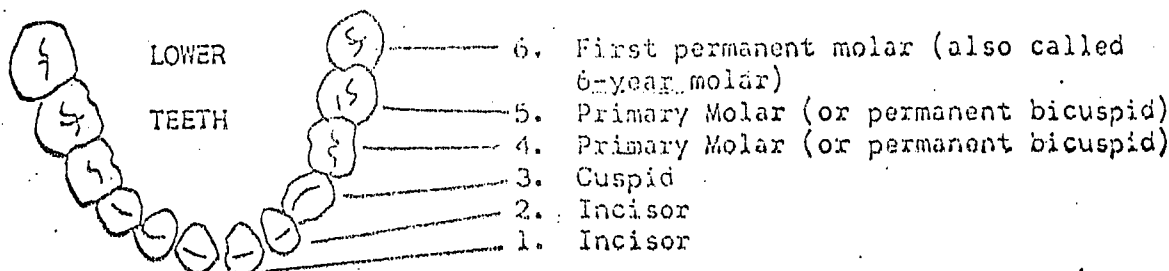 LOWER
TEETH
6. First permanent molar (also called
6-year molar)
5. Primary Molar (or permanent bicuspid)
4. Primary Molar (or permanent bicuspid)
3. Cuspid
2. Incisor
1. Incisor